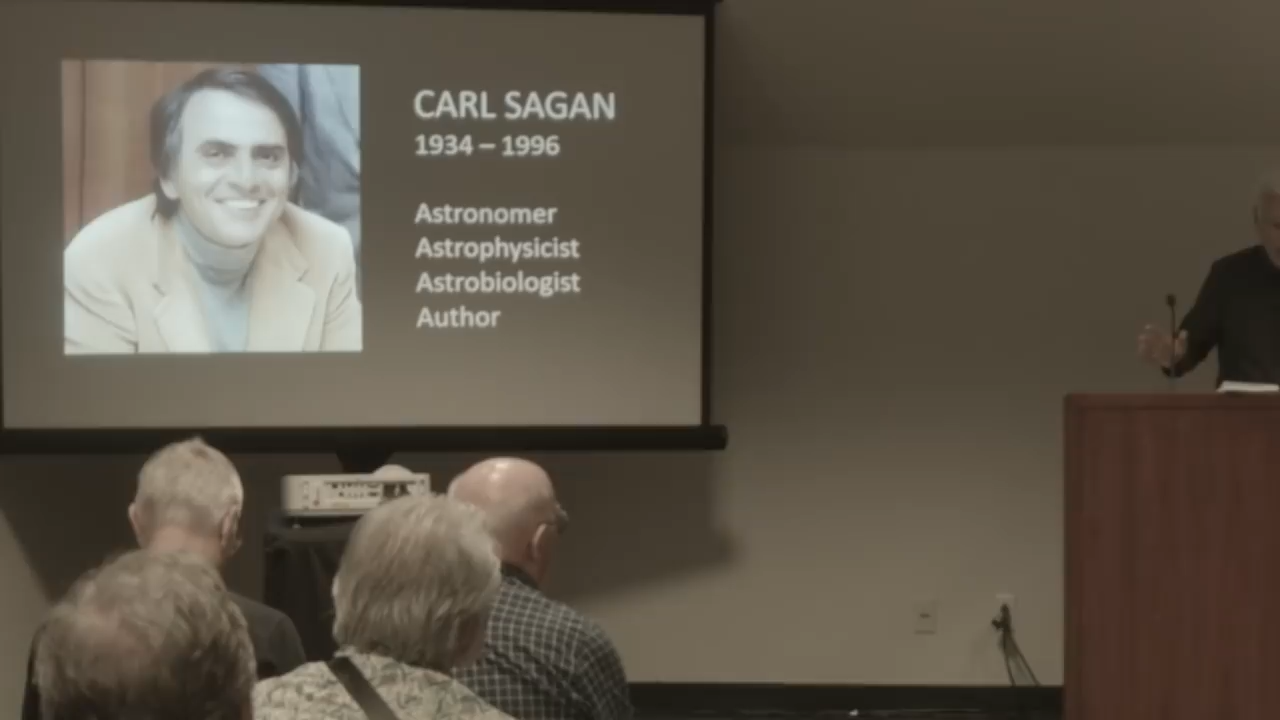 CARL SAGAN
1934 – 1996
Astronomer
Astrophysicist
Astrobiologist
Author